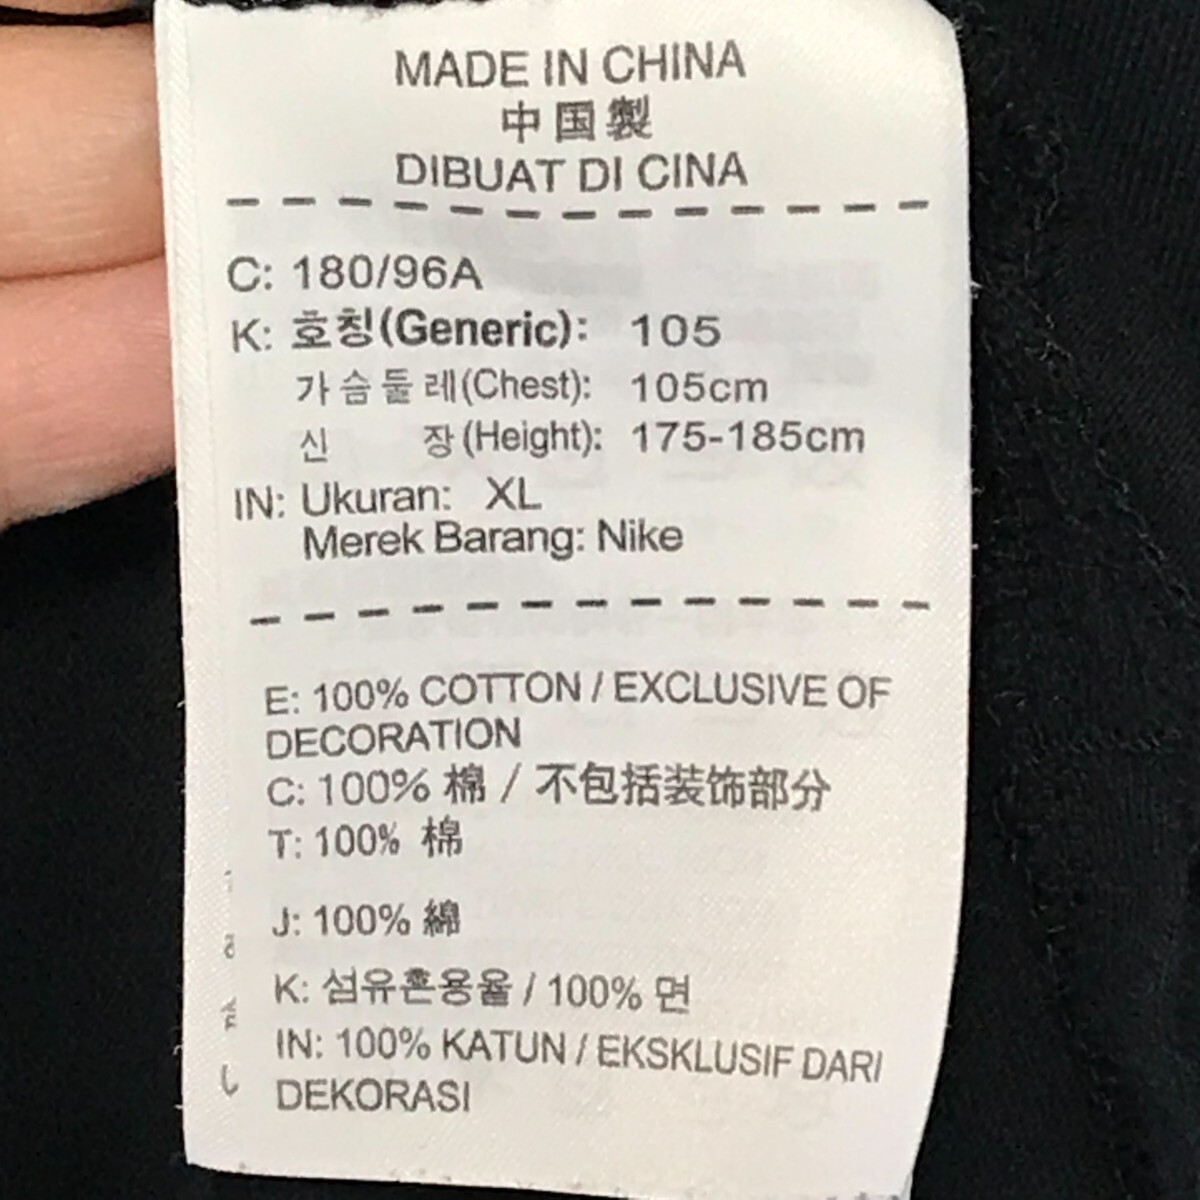 MADE IN CHINA
中国製
DIBUAT DI CINA
C: 180/96A
K: 호칭(Generic): 105
가슴둘레(Chest): 105cm
신 장(Height): 175-185cm
IN: Ukuran: XL
Merek Barang: Nike
E: 100% COTTON / EXCLUSIVE OF
DECORATION
C: 100% 棉 / 不包括装饰部分
T: 100% 棉
J: 100% 綿
K: 섬유혼용율 / 100% 면
IN: 100% KATUN / EKSKLUSIF DARI
DEKORASI